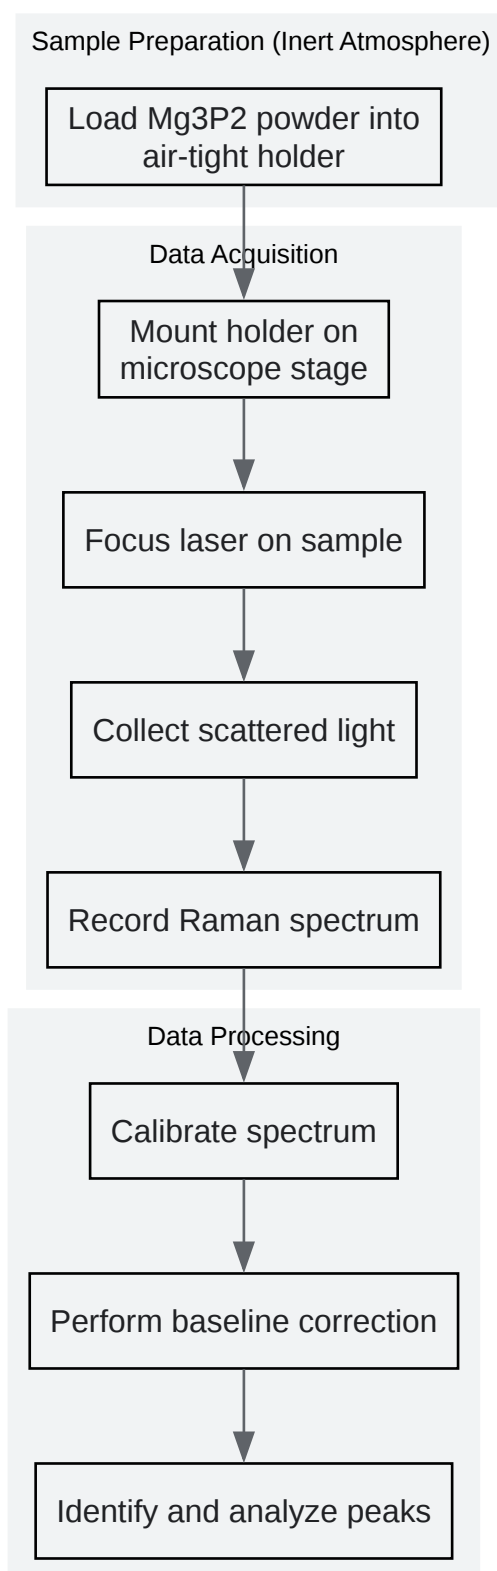 Sample Preparation (Inert Atmosphere)
Load Mg3P2 powder into
air-tight holder
Data Acquisition
Mount holder on
microscope stage
Focus laser on sample
Collect scattered light
Record Raman spectrum
Data Processing
Calibrate spectrum
Perform baseline correction
Identify and analyze peaks